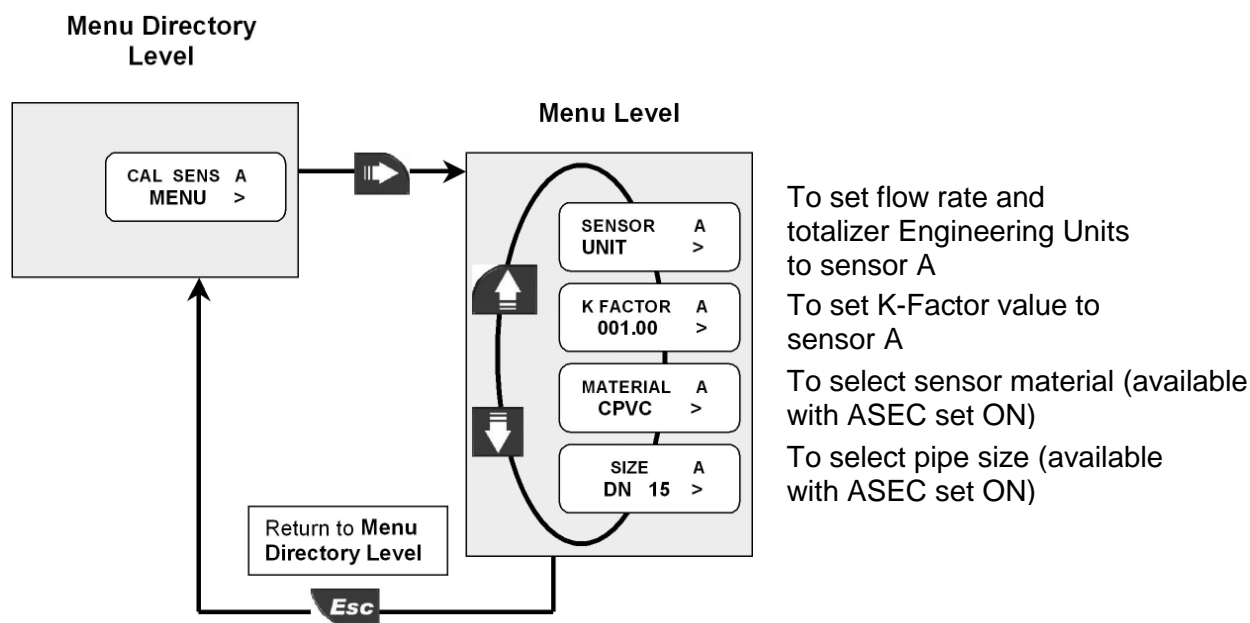 Menu Directory
Level
CAL SENS A
MENU >
Menu Level
SENSOR A
UNIT >
K FACTOR A
001.00 >
MATERIAL A
CPVC >
SIZE A
DN 15 >
To set flow rate and
totalizer Engineering Units
to sensor A
To set K-Factor value to
sensor A
To select sensor material (available
with ASEC set ON)
To select pipe size (available
with ASEC set ON)
Return to Menu
Directory Level
Esc